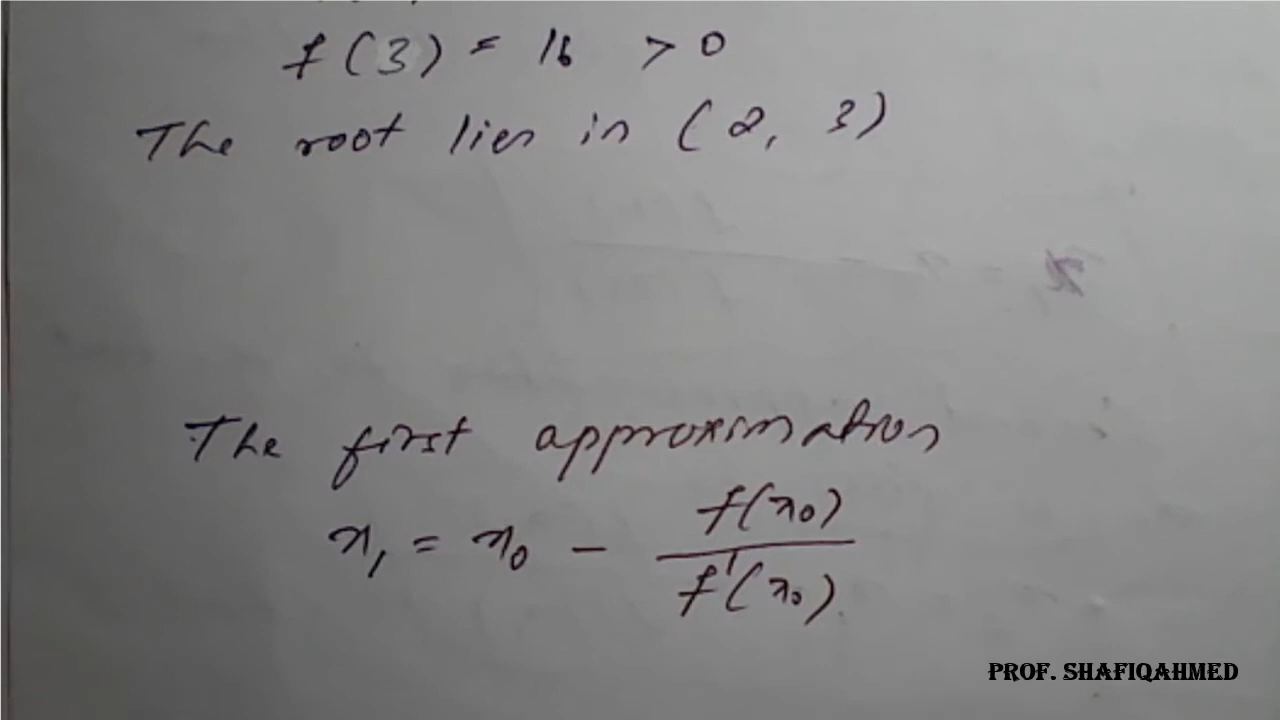 f(3) = 16 > 0
The root lies in (2, 3)
The first approximation
x₁ = x₀ - f(x₀) / f'(x₀)
PROF. SHAFIQAHMED